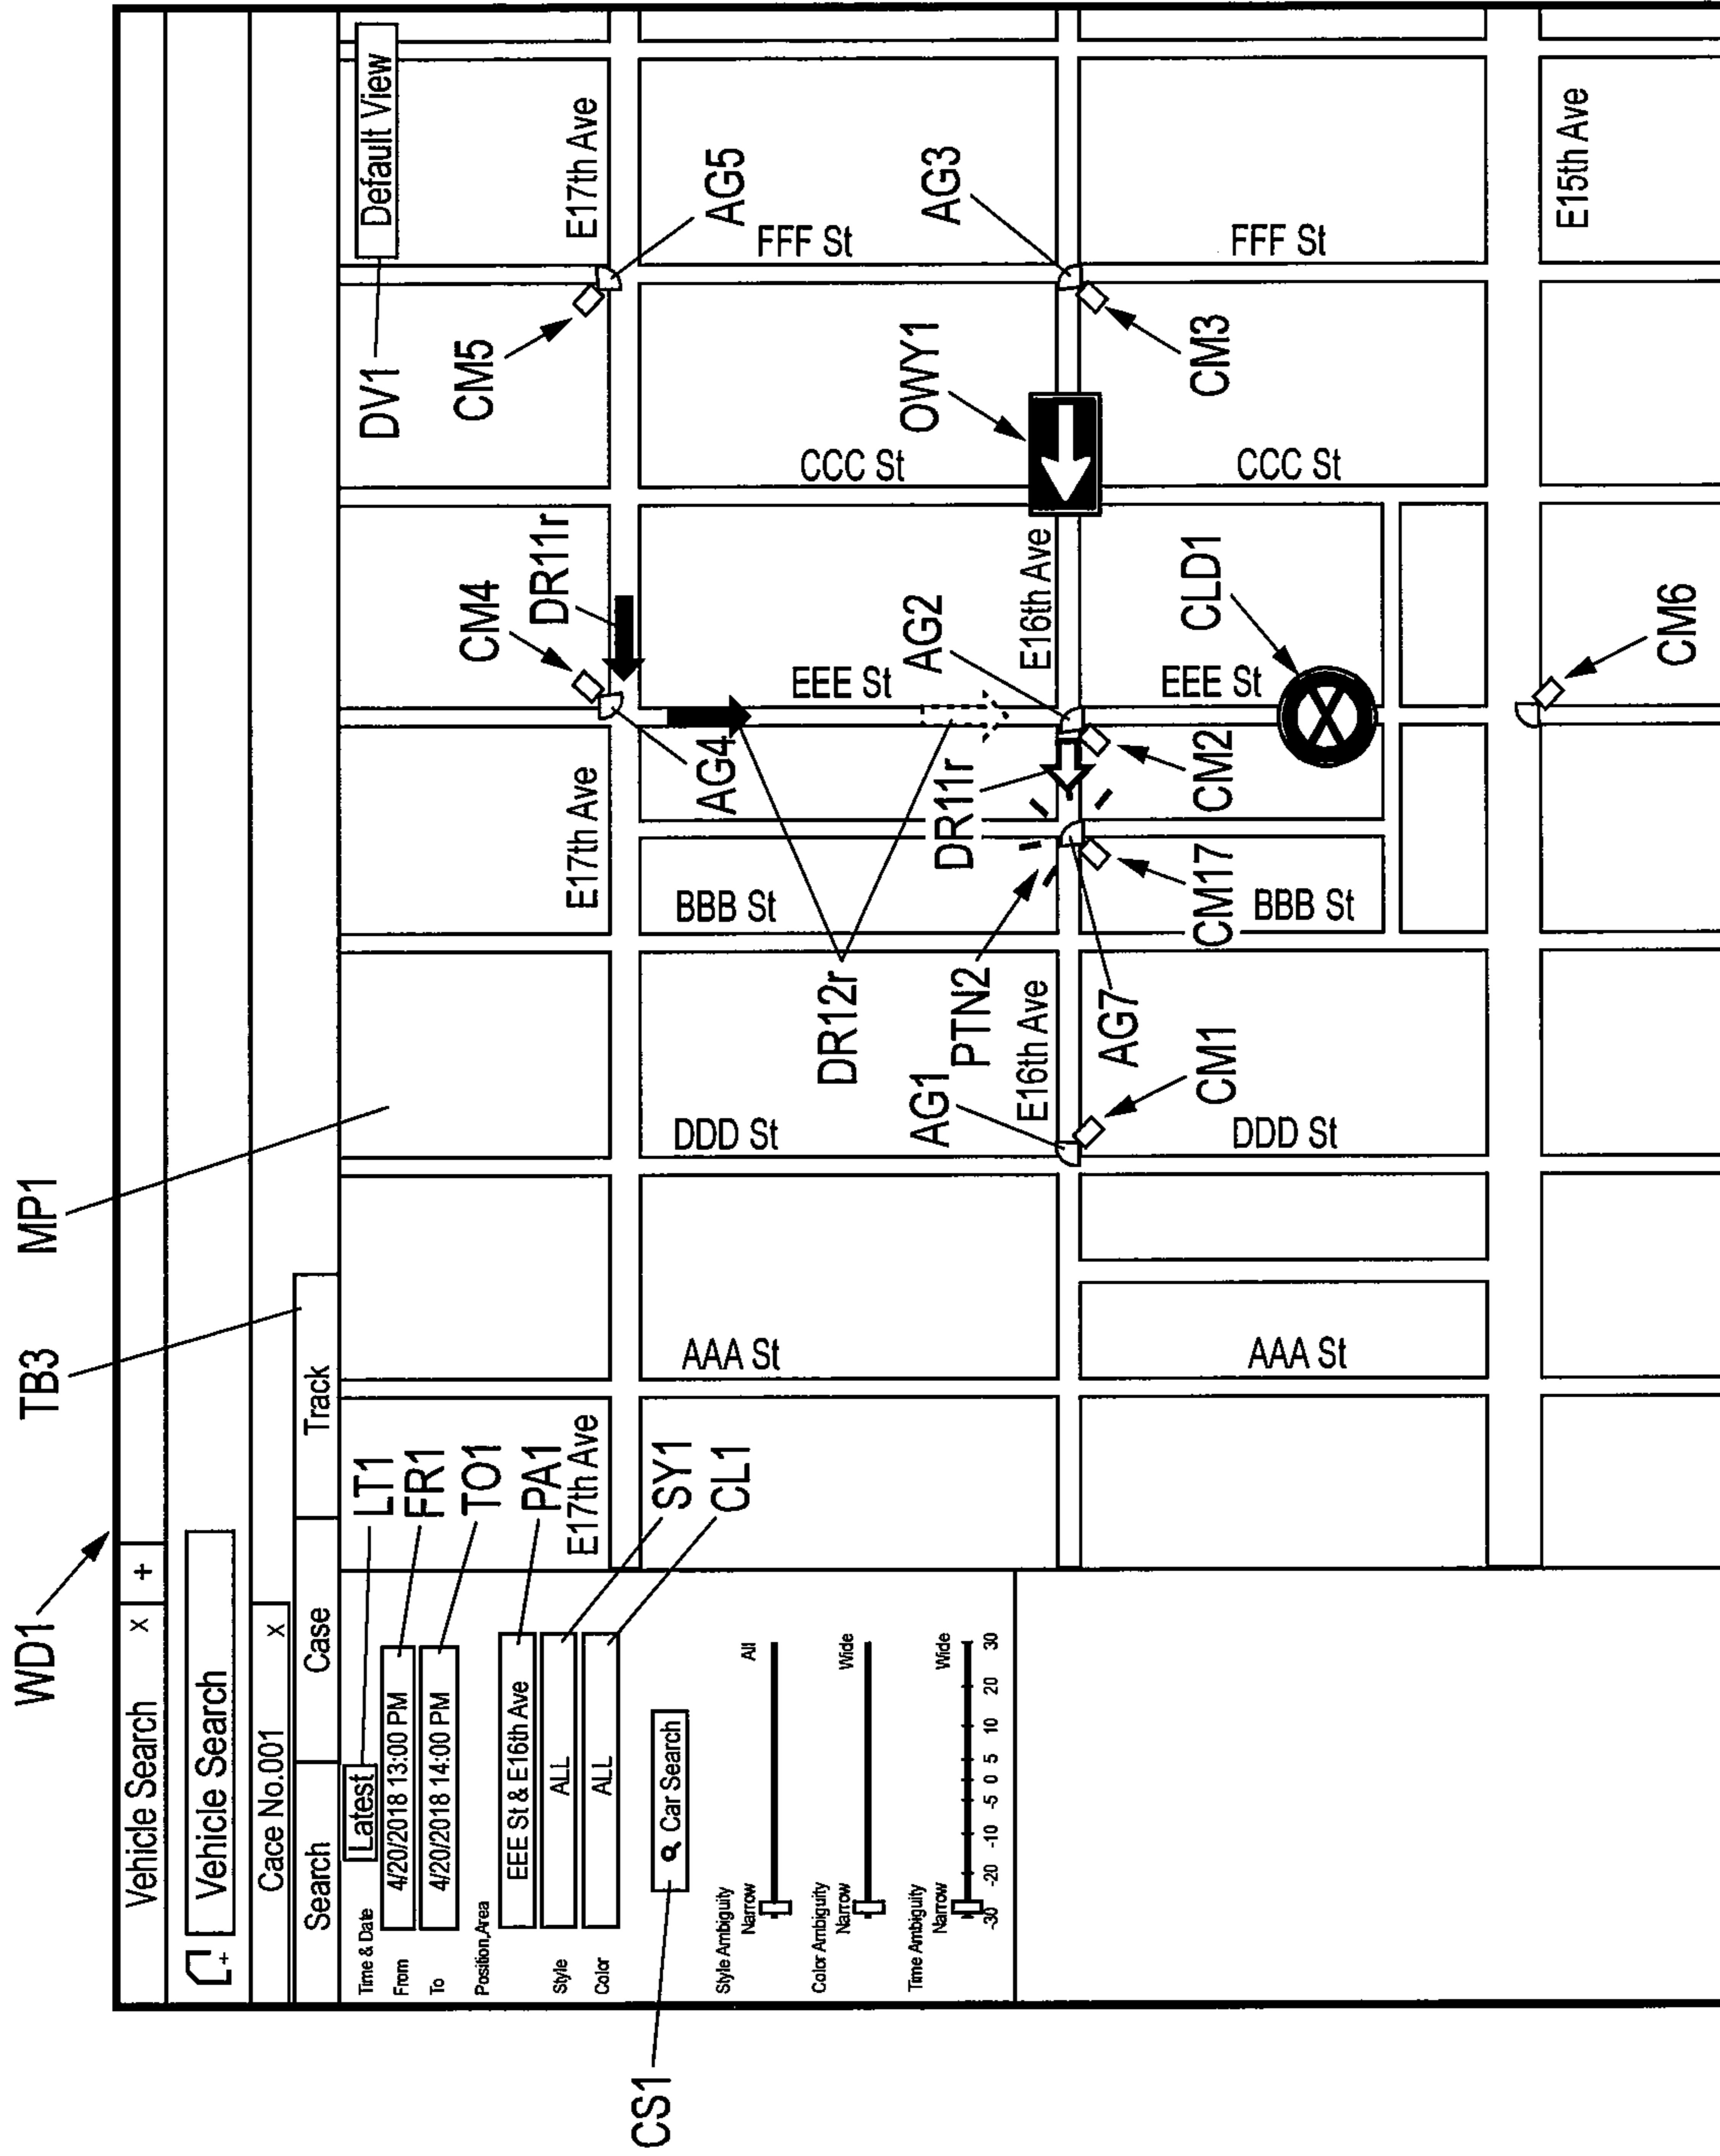 WD1
TB3
MP1
Vehicle Search x +
Vehicle Search
Cace No.001 x
Search
Case
Track
Time & Date
Latest
LT1
From
4/20/2018 13:00 PM
FR1
To
4/20/2018 14:00 PM
TO1
Position,Area
EEE St & E16th Ave
PA1
Style
ALL
SY1
Color
ALL
CL1
CS1
Car Search
Style Ambiguity
Narrow
All
Color Ambiguity
Narrow
Wide
Time Ambiguity
Narrow
Wide
-30 -20 -10 -5 0 5 10 20 30
DV1
Default View
CM4
CM5
DR11r
E17th Ave
E17th Ave
E17th Ave
AG4
AG5
AAA St
DDD St
BBB St
EEE St
CCC St
FFF St
DR12r
AG1
PTN2
DR11r
AG2
OWY1
AG3
E16th Ave
E16th Ave
AG7
CM1
CM17
CM2
CLD1
CM3
AAA St
DDD St
BBB St
EEE St
CCC St
FFF St
E15th Ave
CM6